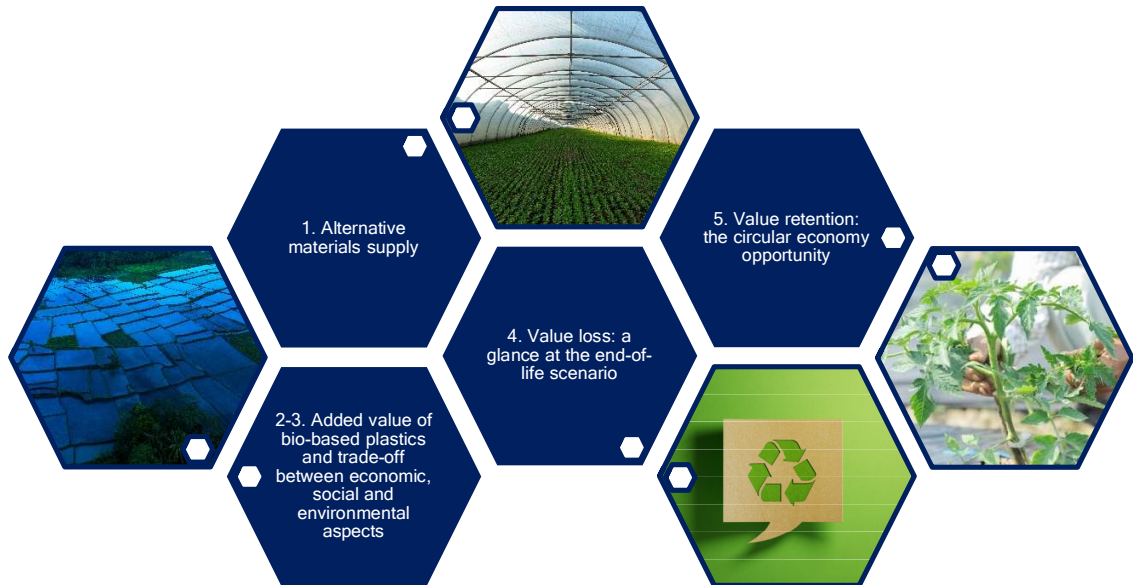 1. Alternative
materials supply
2-3. Added value of
bio-based plastics
and trade-off
between economic,
social and
environmental
aspects
4. Value loss: a
glance at the end-of-
life scenario
5. Value retention:
the circular economy
opportunity